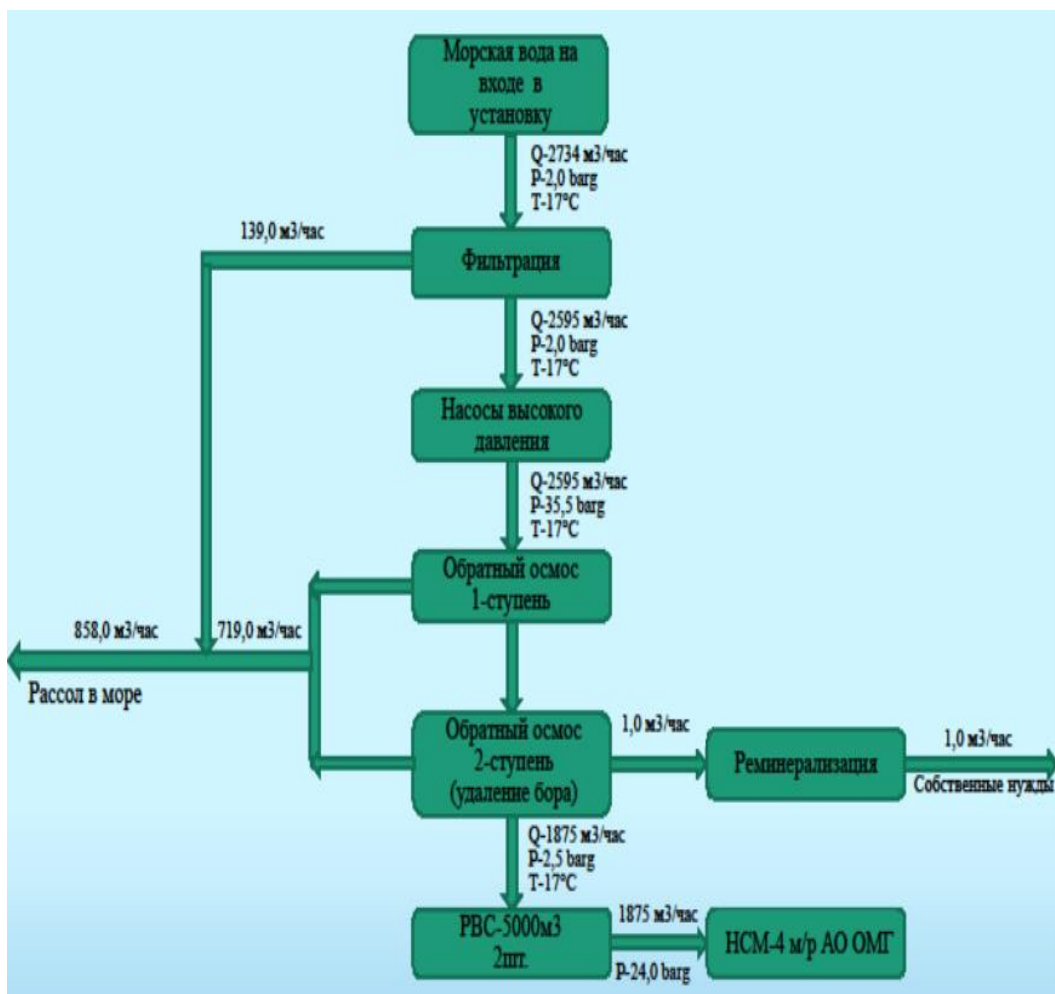 Морская вода на
входе в
установку
Q-2734 м3/час
P-2,0 barg
T-17°C
139,0 м3/час
Фильтрация
Q-2595 м3/час
P-2,0 barg
T-17°C
Насосы высокого
давления
Q-2595 м3/час
P-35,5 barg
T-17°C
Обратный осмос
1-ступень
858,0 м3/час
719,0 м3/час
Рассол в море
Обратный осмос
2-ступень
(удаление бора)
1,0 м3/час
Реминерализация
1,0 м3/час
Собственные нужды
Q-1875 м3/час
P-2,5 barg
T-17°C
РВС-5000м3
2шт.
1875 м3/час
P-24,0 barg
НСМ-4 м/р АО ОМГ